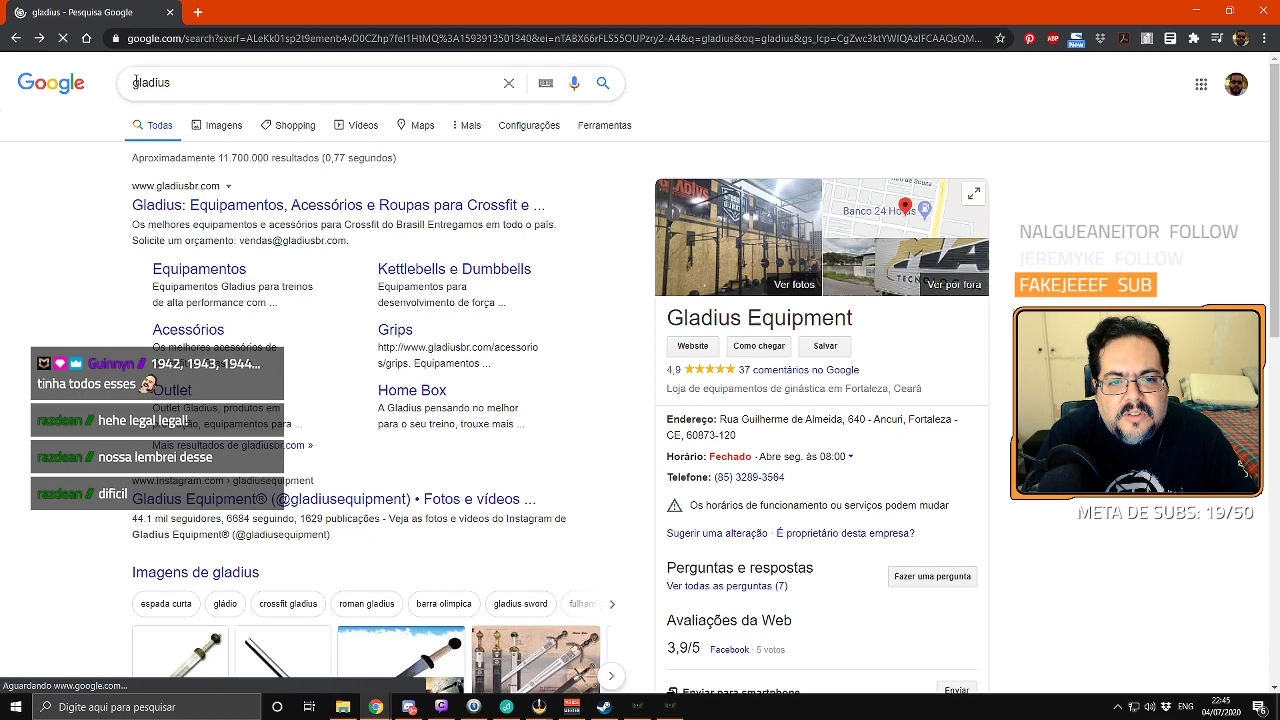 gladius - Pesquisa Google
google.com/search?sxsrf=ALeKk01sp2t9emenb4vD0CZhp7feI1HtMQ%3A1593913501340&ei=nTABX66rFLS55OUPzry2-A4&q=gladius&oq=gladius&gs_lcp=CgZwc3ktYWIQAzIFCAAQsQM...
New
Google
gladius
Todas
Imagens
Shopping
Vídeos
Maps
Mais
Configurações
Ferramentas
Aproximadamente 11.700.000 resultados (0,77 segundos)
www.gladiusbr.com
Gladius: Equipamentos, Acessórios e Roupas para Crossfit e ...
Os melhores equipamentos e acessórios de Crossfit do Brasil! Entregamos em todo o país.
Solicite um orçamento: vendas@gladiusbr.com.
Equipamentos
Equipamentos Gladius para treinos
de alta performance com ...
Kettlebells e Dumbbells
Equipamentos para
desenvolvimento de força ...
Acessórios
Os melhores acessórios de
Grips
http://www.gladiusbr.com/acessorio
s/grips. Equipamentos ...
Guinnyn // 1942, 1943, 1944...
tinha todos esses
Outlet
Outlet Gladius, produtos em
Home Box
A Gladius pensando no melhor
para o seu treino, trouxe mais ...
razdean // hehe legal legal!
Mais resultados de gladiusbr.com »
razdean // nossa lembrei desse
www.instagram.com › gladiusequipment
razdean // dificil
Gladius Equipment® (@gladiusequipment) • Fotos e vídeos ...
44.1 mil seguidores, 6684 seguindo, 1629 publicações - Veja as fotos e vídeos do Instagram de
Gladius Equipment® (@gladiusequipment)
Imagens de gladius
espada curta
gládio
crossfit gladius
roman gladius
barra olimpica
gladius sword
GLADIUS
Banco 24 Horas
Ver fotos
Ver por fora
Gladius Equipment
Website
Como chegar
Salvar
4,9 37 comentários no Google
Loja de equipamentos de ginástica em Fortaleza, Ceará
Endereço: Rua Guilherme de Almeida, 640 - Ancuri, Fortaleza -
CE, 60873-120
Horário: Fechado · Abre seg. às 08:00
Telefone: (85) 3289-3564
Os horários de funcionamento ou serviços podem mudar
Sugerir uma alteração · É proprietário desta empresa?
Perguntas e respostas
Ver todas as perguntas (7)
Fazer uma pergunta
Avaliações da Web
3,9/5 Facebook · 5 votos
Enviar para smartphone
Enviar
NALGUEANEITOR FOLLOW
JEREMYKE FOLLOW
FAKEJEEEF SUB
META DE SUBS: 19/50
Aguardando www.google.com...
Digite aqui para pesquisar
ENG
22:45
04/07/2020